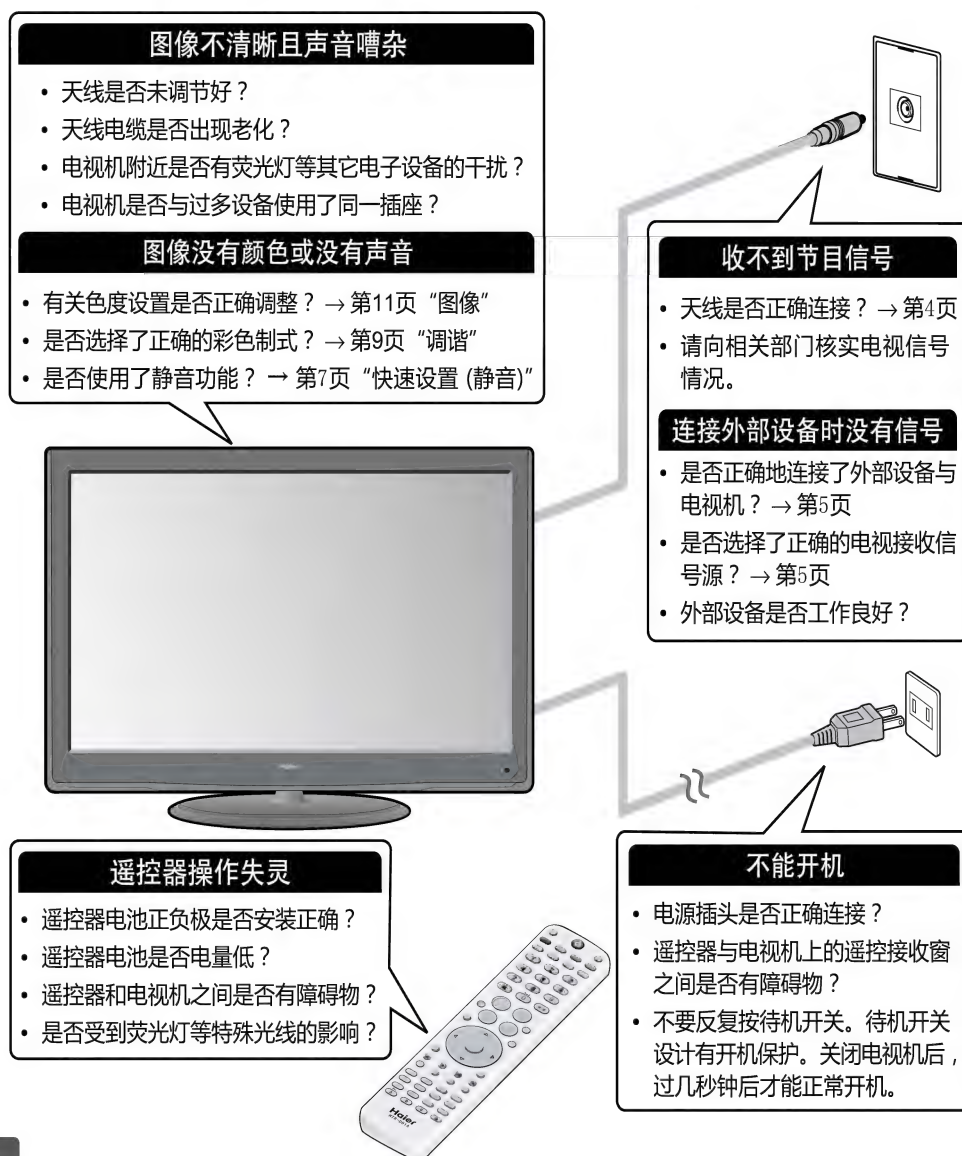 图像不清晰且声音嘈杂
• 天线是否未调节好？
• 天线电缆是否出现老化？
• 电视机附近是否有荧光灯等其它电子设备的干扰？
• 电视机是否与过多设备使用了同一插座？
图像没有颜色或没有声音
• 有关色度设置是否正确调整？→ 第11页“图像”
• 是否选择了正确的彩色制式？→ 第9页“调谐”
• 是否使用了静音功能？ → 第7页“快速设置 (静音)”
收不到节目信号
• 天线是否正确连接？→ 第4页
• 请向相关部门核实电视信号
情况。
连接外部设备时没有信号
• 是否正确地连接了外部设备与
电视机？ → 第5页
• 是否选择了正确的电视接收信
号源？→ 第5页
• 外部设备是否工作良好？
遥控器操作失灵
• 遥控器电池正负极是否安装正确？
• 遥控器电池是否电量低？
• 遥控器和电视机之间是否有障碍物？
• 是否受到荧光灯等特殊光线的影响？
Haier
不能开机
• 电源插头是否正确连接？
• 遥控器与电视机上的遥控接收窗
之间是否有障碍物？
• 不要反复按待机开关。待机开关
设计有开机保护。关闭电视机后，
过几秒钟后才能正常开机。